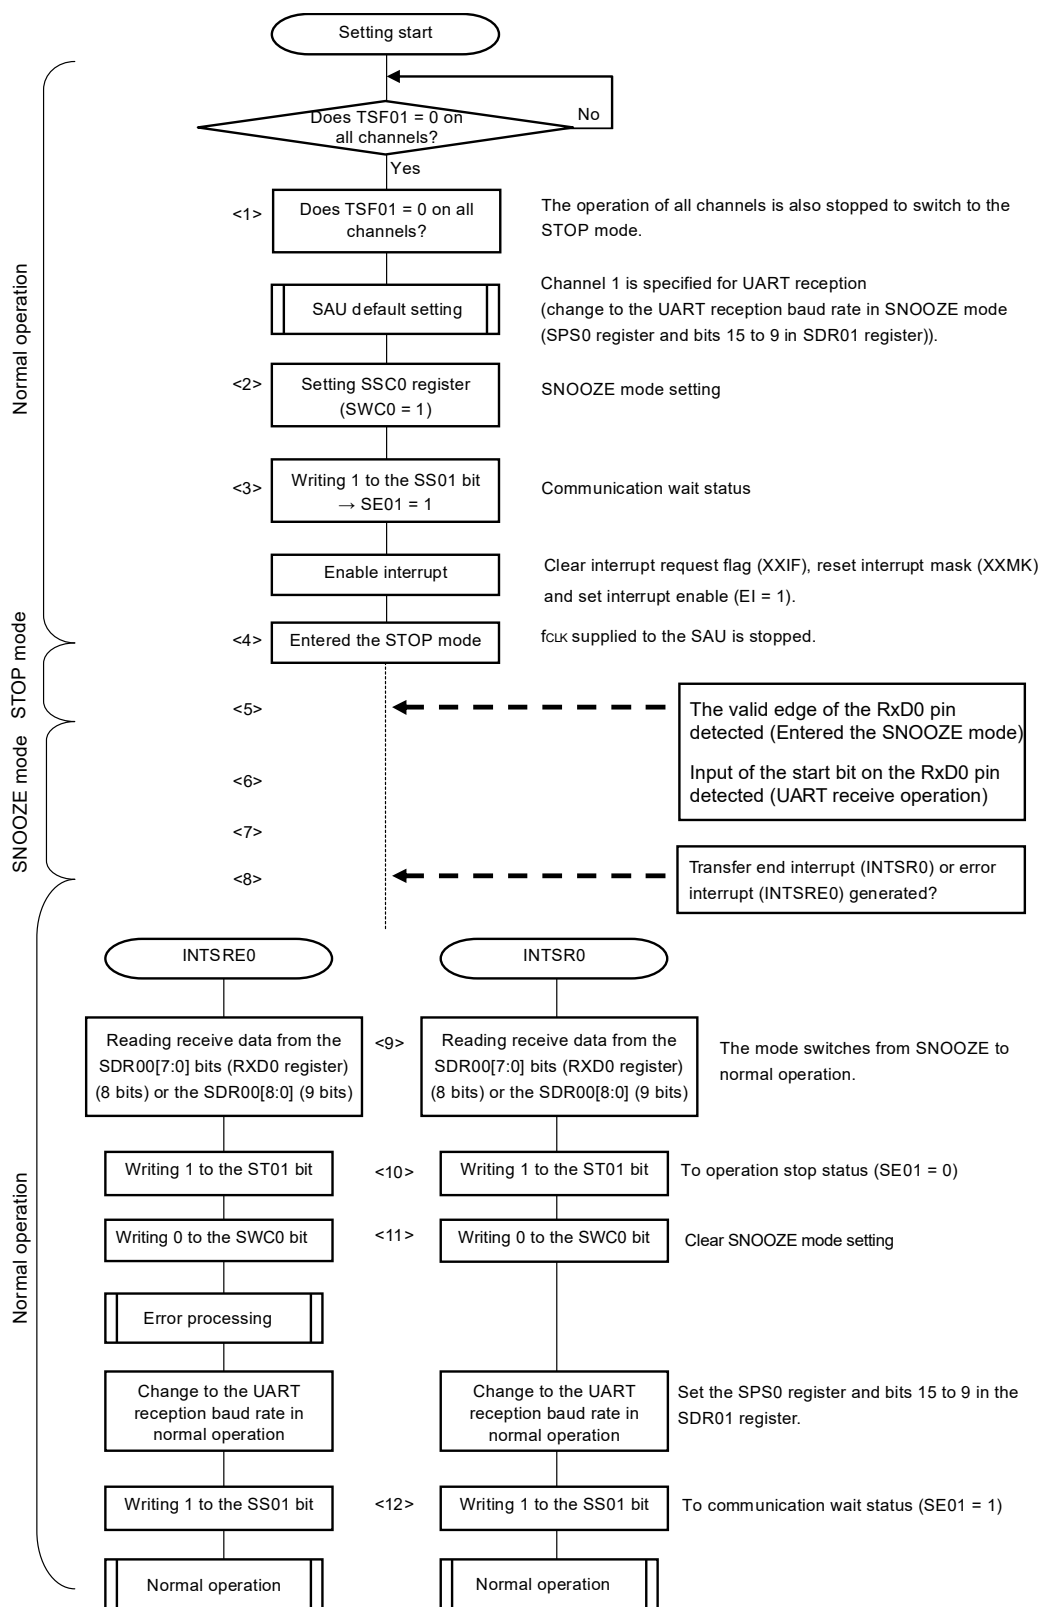 Setting start
No
Does TSF01 = 0 on
all channels?
Yes
<1>
Does TSF01 = 0 on all
channels?
The operation of all channels is also stopped to switch to the
STOP mode.
SAU default setting
Channel 1 is specified for UART reception
(change to the UART reception baud rate in SNOOZE mode
(SPS0 register and bits 15 to 9 in SDR01 register)).
Normal operation
<2>
Setting SSC0 register
(SWC0 = 1)
SNOOZE mode setting
<3>
Writing 1 to the SS01 bit
→ SE01 = 1
Communication wait status
Enable interrupt
Clear interrupt request flag (XXIF), reset interrupt mask (XXMK)
and set interrupt enable (EI = 1).
<4>
Entered the STOP mode
fCLK supplied to the SAU is stopped.
STOP mode
<5>
The valid edge of the RxD0 pin
detected (Entered the SNOOZE mode)
Input of the start bit on the RxD0 pin
detected (UART receive operation)
SNOOZE mode
<6>
<7>
<8>
Transfer end interrupt (INTSR0) or error
interrupt (INTSRE0) generated?
INTSRE0
INTSR0
Reading receive data from the
SDR00[7:0] bits (RXD0 register)
(8 bits) or the SDR00[8:0] (9 bits)
<9>
Reading receive data from the
SDR00[7:0] bits (RXD0 register)
(8 bits) or the SDR00[8:0] (9 bits)
The mode switches from SNOOZE to
normal operation.
Writing 1 to the ST01 bit
<10>
Writing 1 to the ST01 bit
To operation stop status (SE01 = 0)
Writing 0 to the SWC0 bit
<11>
Writing 0 to the SWC0 bit
Clear SNOOZE mode setting
Normal operation
Error processing
Change to the UART
reception baud rate in
normal operation
Change to the UART
reception baud rate in
normal operation
Set the SPS0 register and bits 15 to 9 in the
SDR01 register.
Writing 1 to the SS01 bit
<12>
Writing 1 to the SS01 bit
To communication wait status (SE01 = 1)
Normal operation
Normal operation